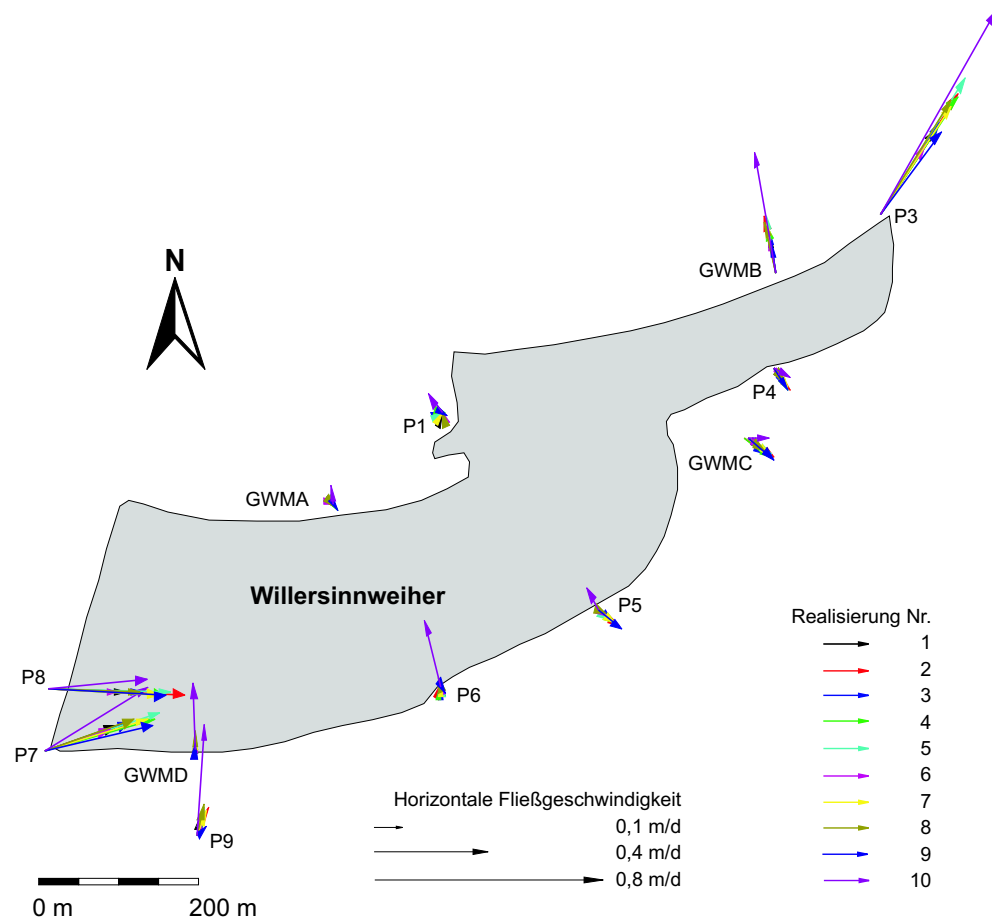 P3
N
GWMB
P4
P1
GWMC
GWMA
Willersinnweiher
P5
Realisierung Nr.
1
2
3
4
5
6
7
8
9
10
P8
P6
P7
GWMD
P9
Horizontale Fließgeschwindigkeit
0,1 m/d
0,4 m/d
0,8 m/d
0 m 200 m